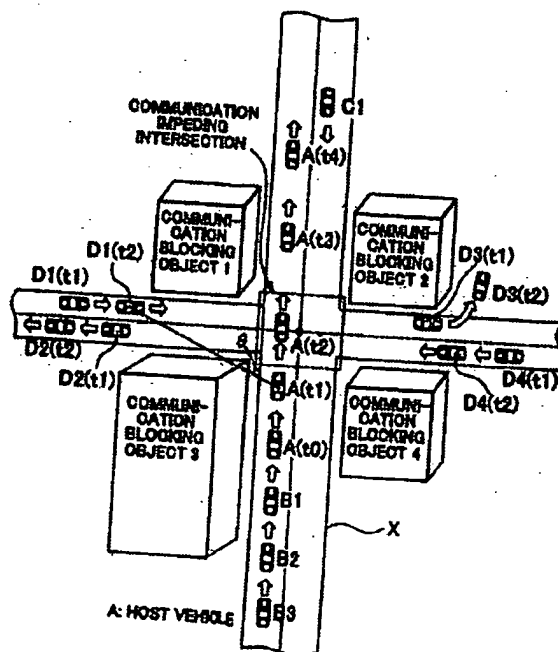 COMMUNICATION
IMPEDING
INTERSECTION
C1
A(t4)
COMMUNI-
CATION
BLOCKING
OBJECT 1
A(t3)
COMMUNI-
CATION
BLOCKING
OBJECT 2
D3(t1)
D3(t2)
D1(t1)
D1(t2)
D2(t2)
D2(t1)
A(t2)
θ
A(t1)
D4(t1)
D4(t2)
COMMUNI-
CATION
BLOCKING
OBJECT 3
COMMUNI-
CATION
BLOCKING
OBJECT 4
A(t0)
B1
X
B2
A: HOST VEHICLE
B3